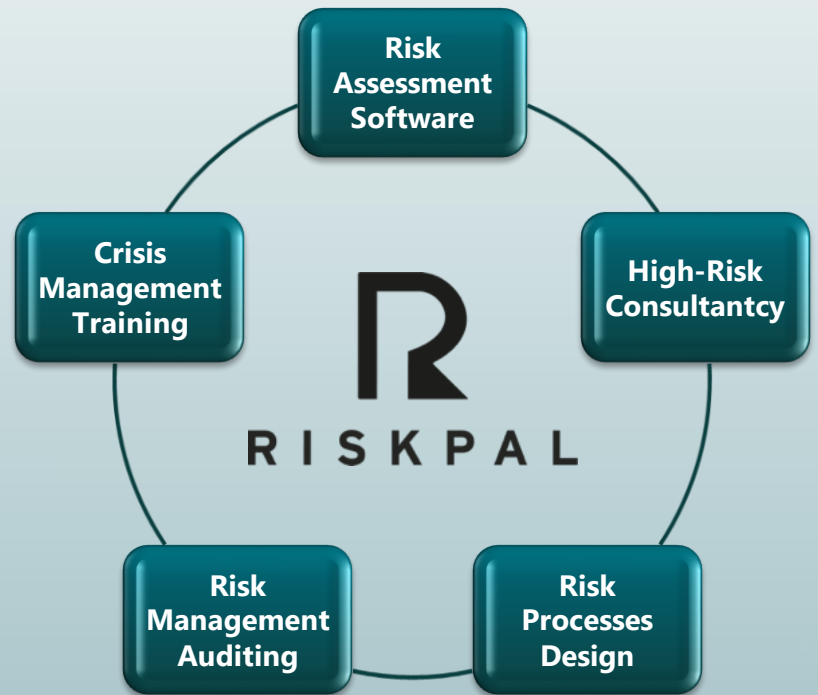 Risk
Assessment
Software
Crisis
Management
Training
High-Risk
Consultantcy
RISKPAL
Risk
Management
Auditing
Risk
Processes
Design